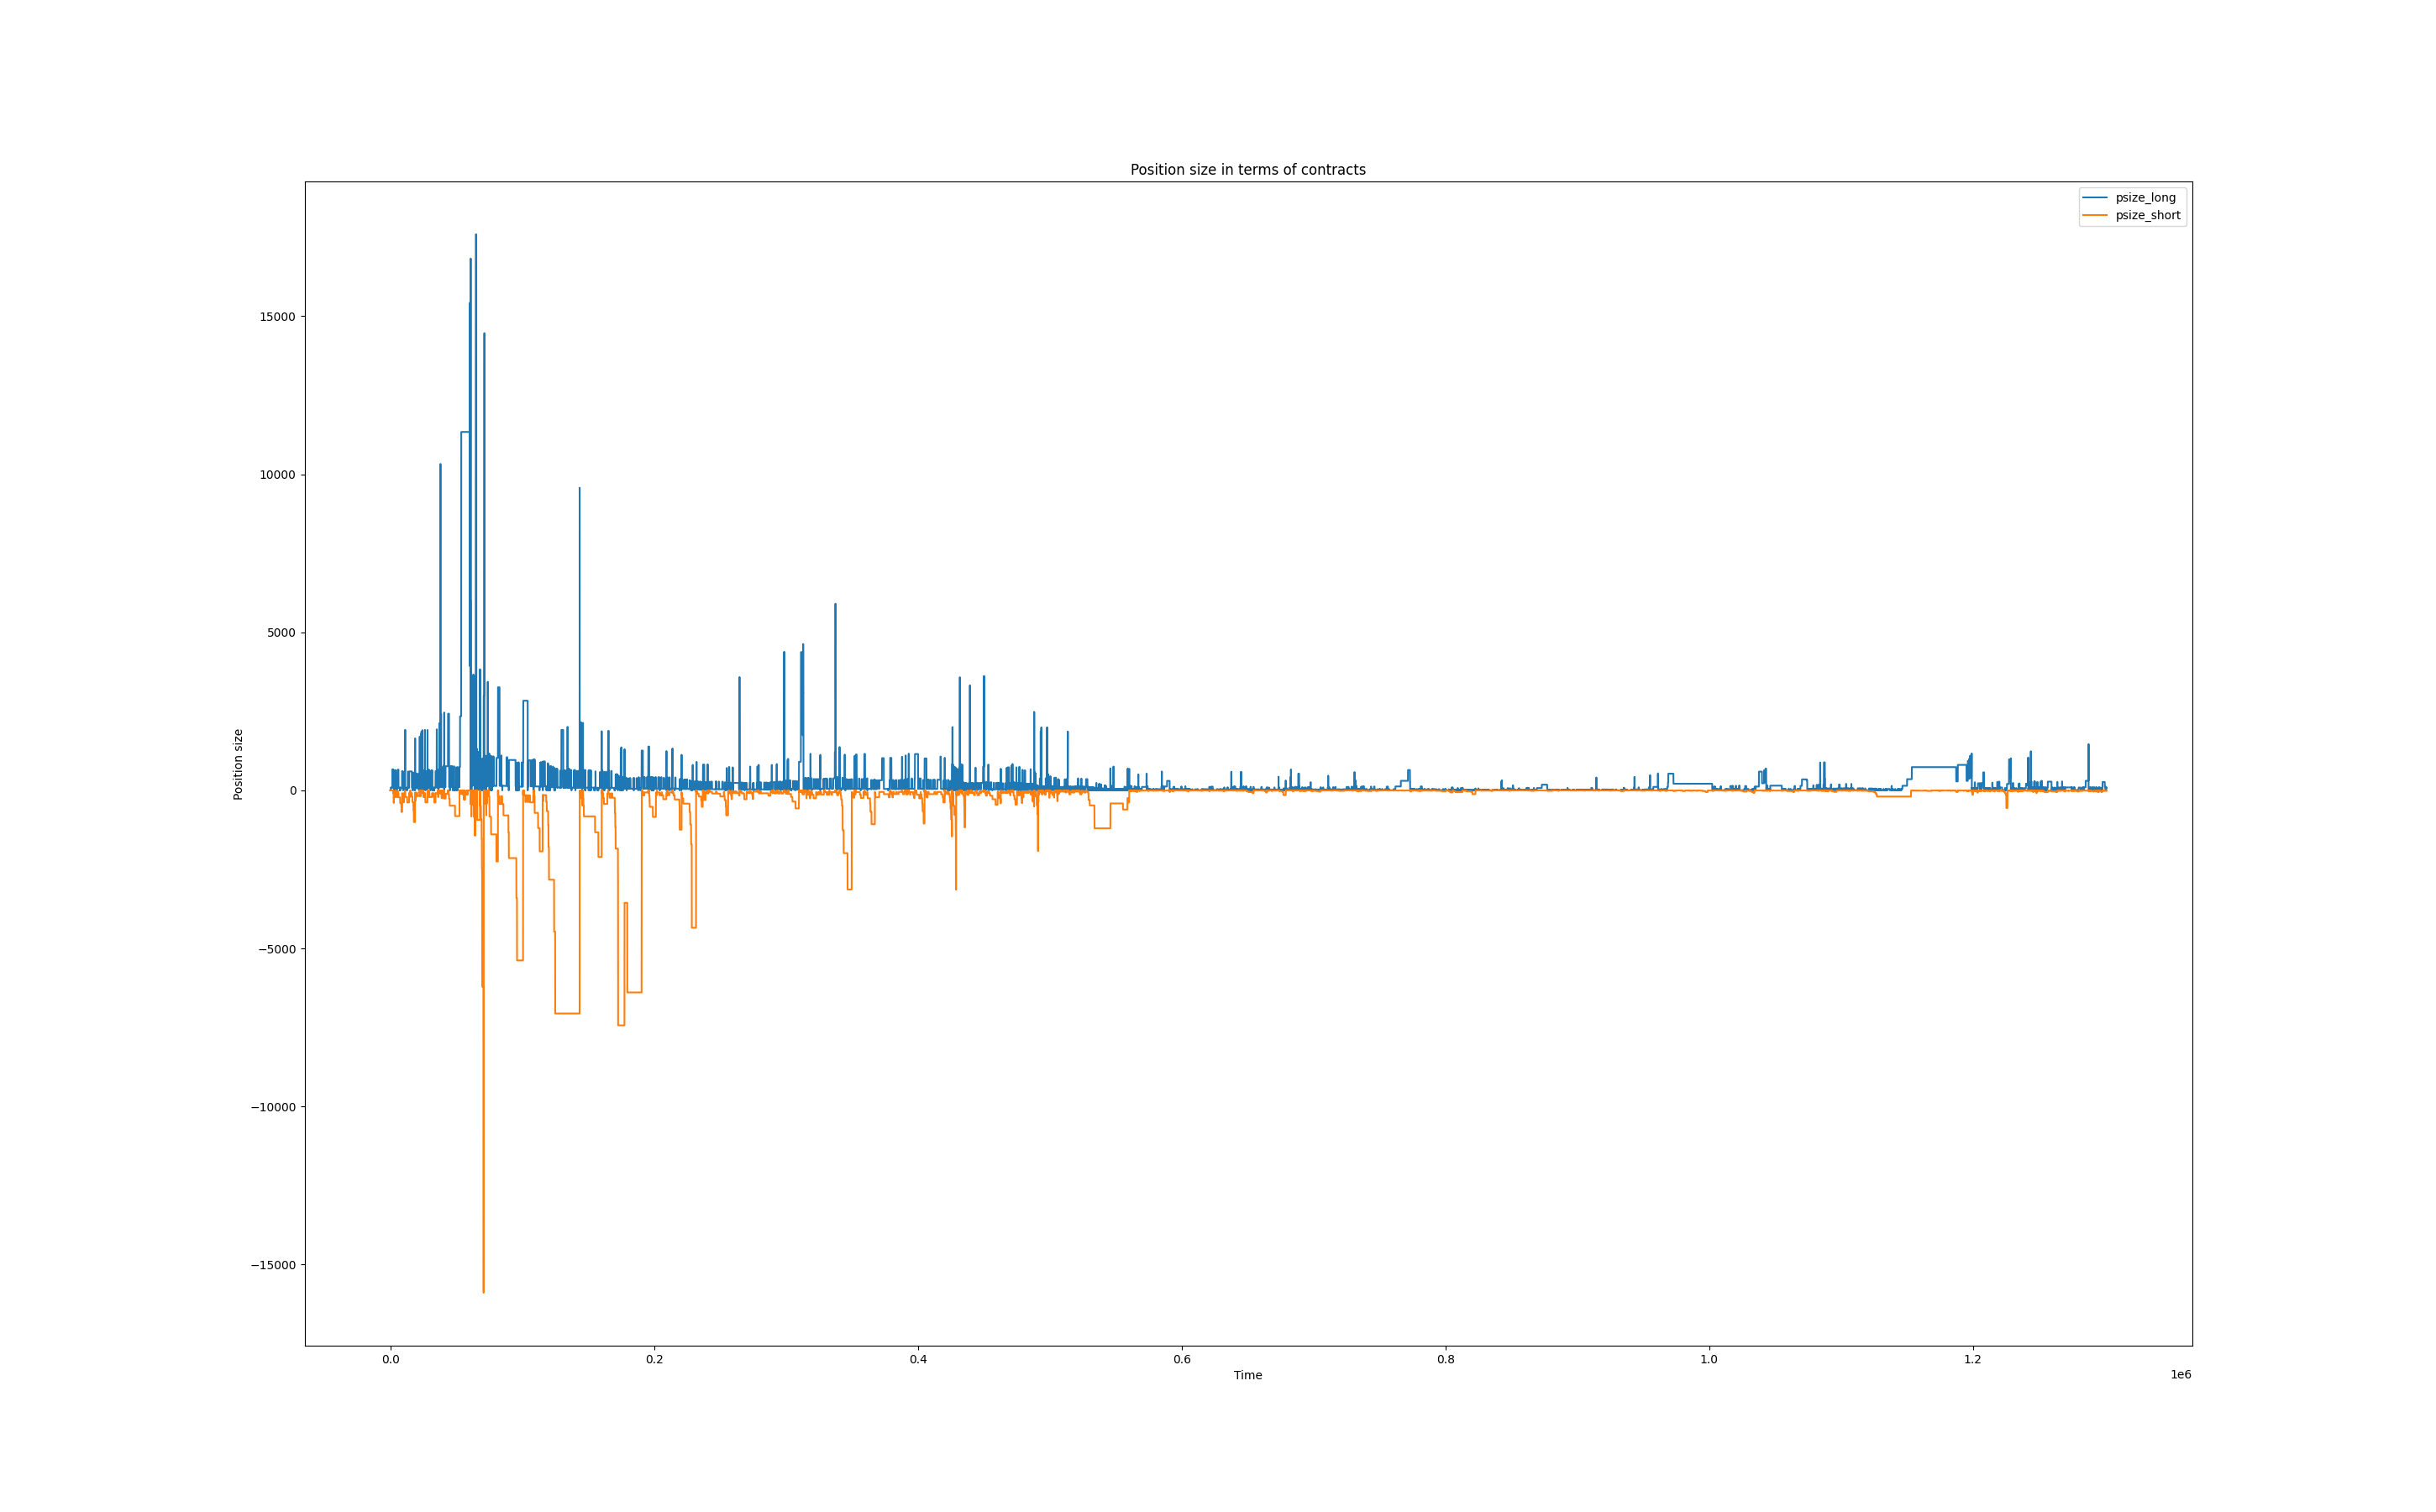 Position size in terms of contracts
psize_long
psize_short
15000
10000
5000
0
−5000
−10000
−15000
Position size
0.0
0.2
0.4
0.6
0.8
1.0
1.2
1e6
Time